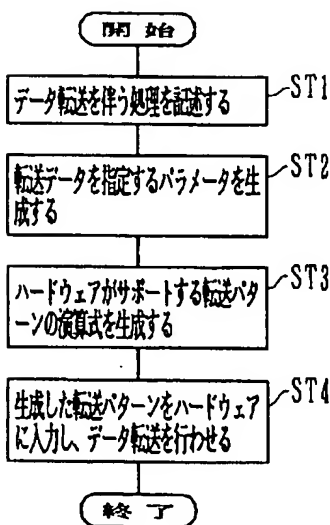 開 始
データ転送を伴う処理を記述する
ST1
転送データを指定するパラメータを生
成する
ST2
ハードウェアがサポートする転送パタ
ーンの演算式を生成する
ST3
生成した転送パターンをハードウェア
に入力し、データ転送を行わせる
ST4
終 了